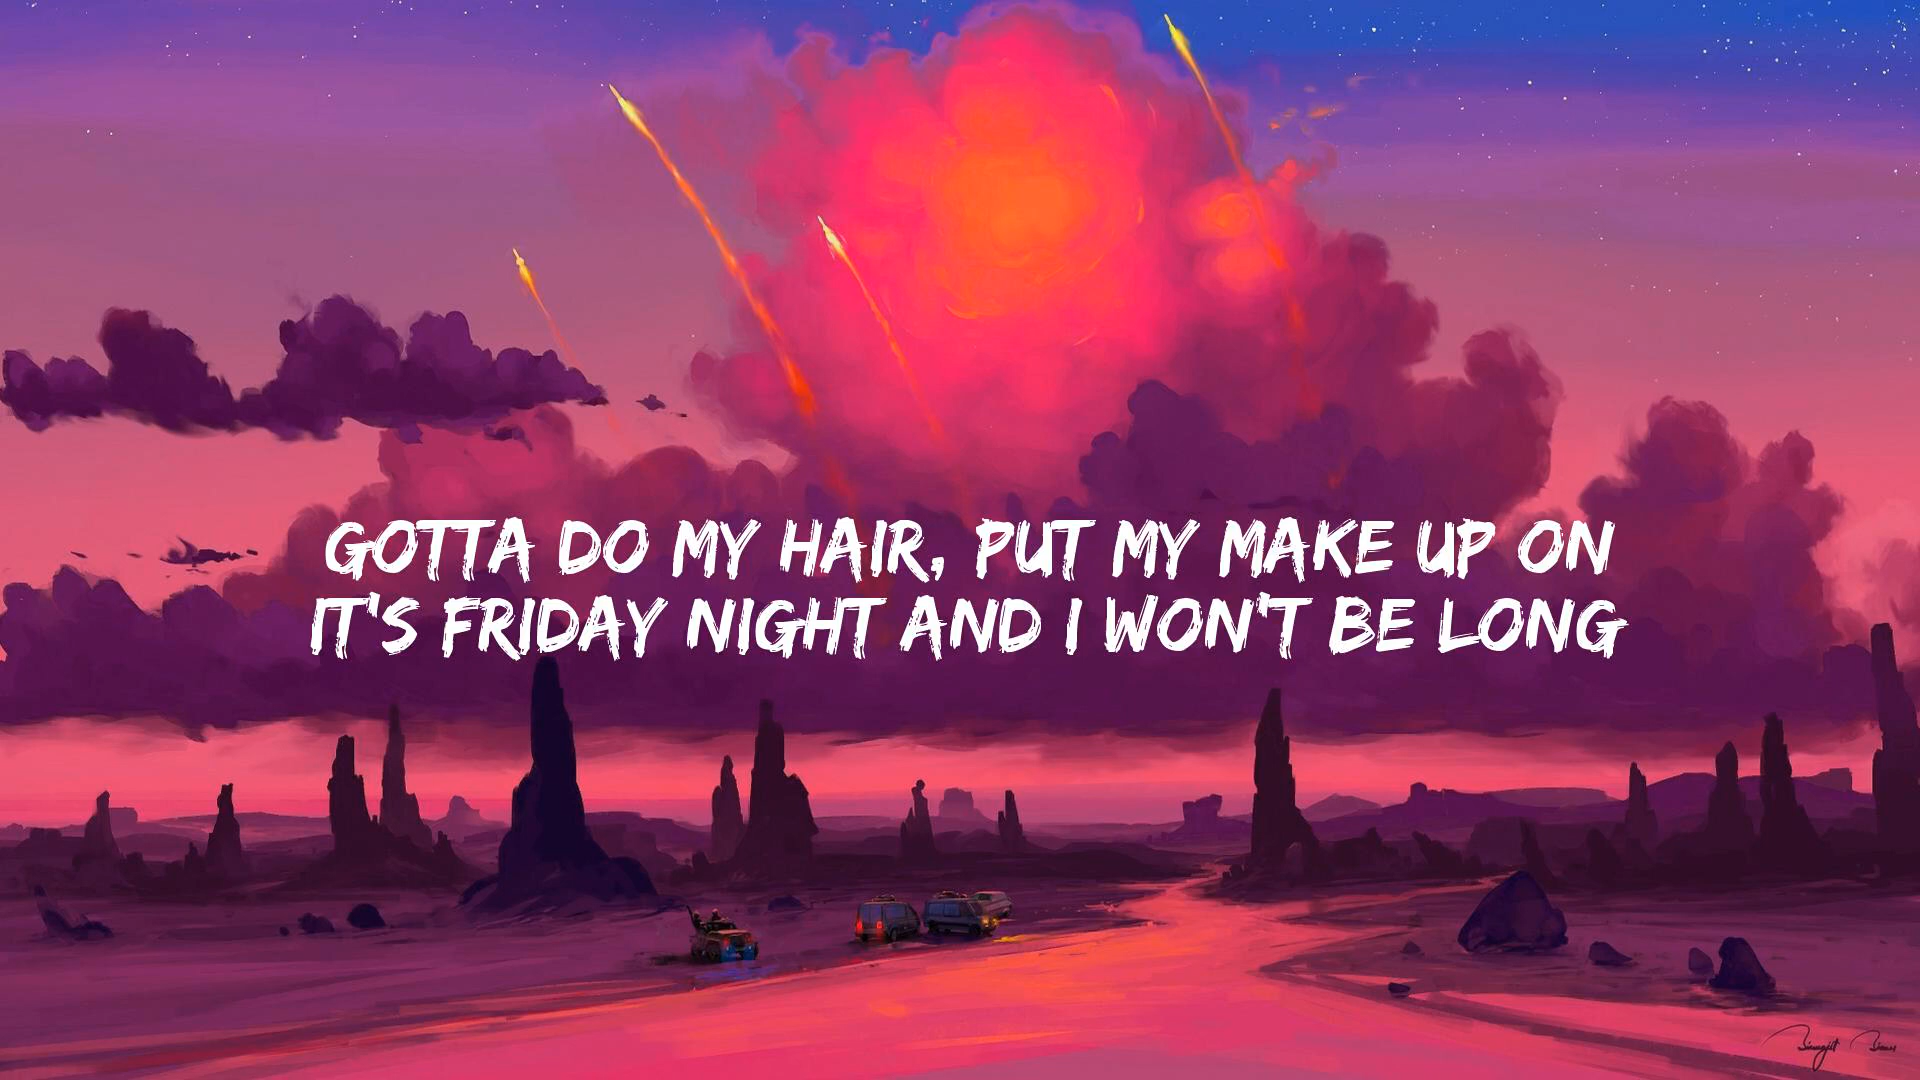 GOTTA DO MY HAIR, PUT MY MAKE UP ON
IT'S FRIDAY NIGHT AND I WON'T BE LONG